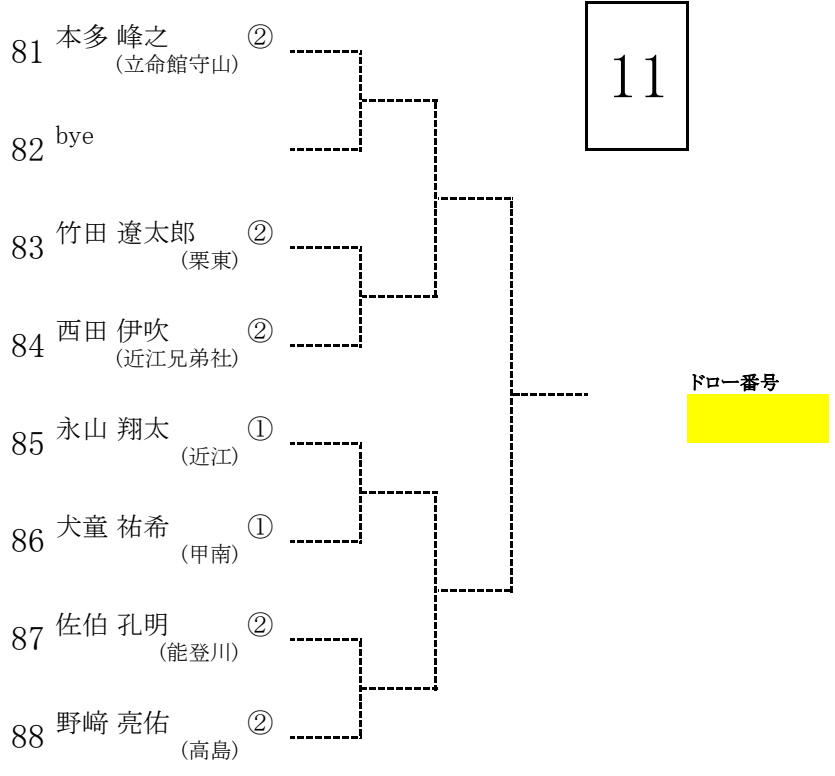 81 本多 峰之 ②
(立命館守山)
11
82 bye
83 竹田 遼太郎 ②
(栗東)
84 西田 伊吹 ②
(近江兄弟社)
ドロー番号
85 永山 翔太 ①
(近江)
86 犬童 祐希 ①
(甲南)
87 佐伯 孔明 ②
(能登川)
88 野﨑 亮佑 ②
(高島)